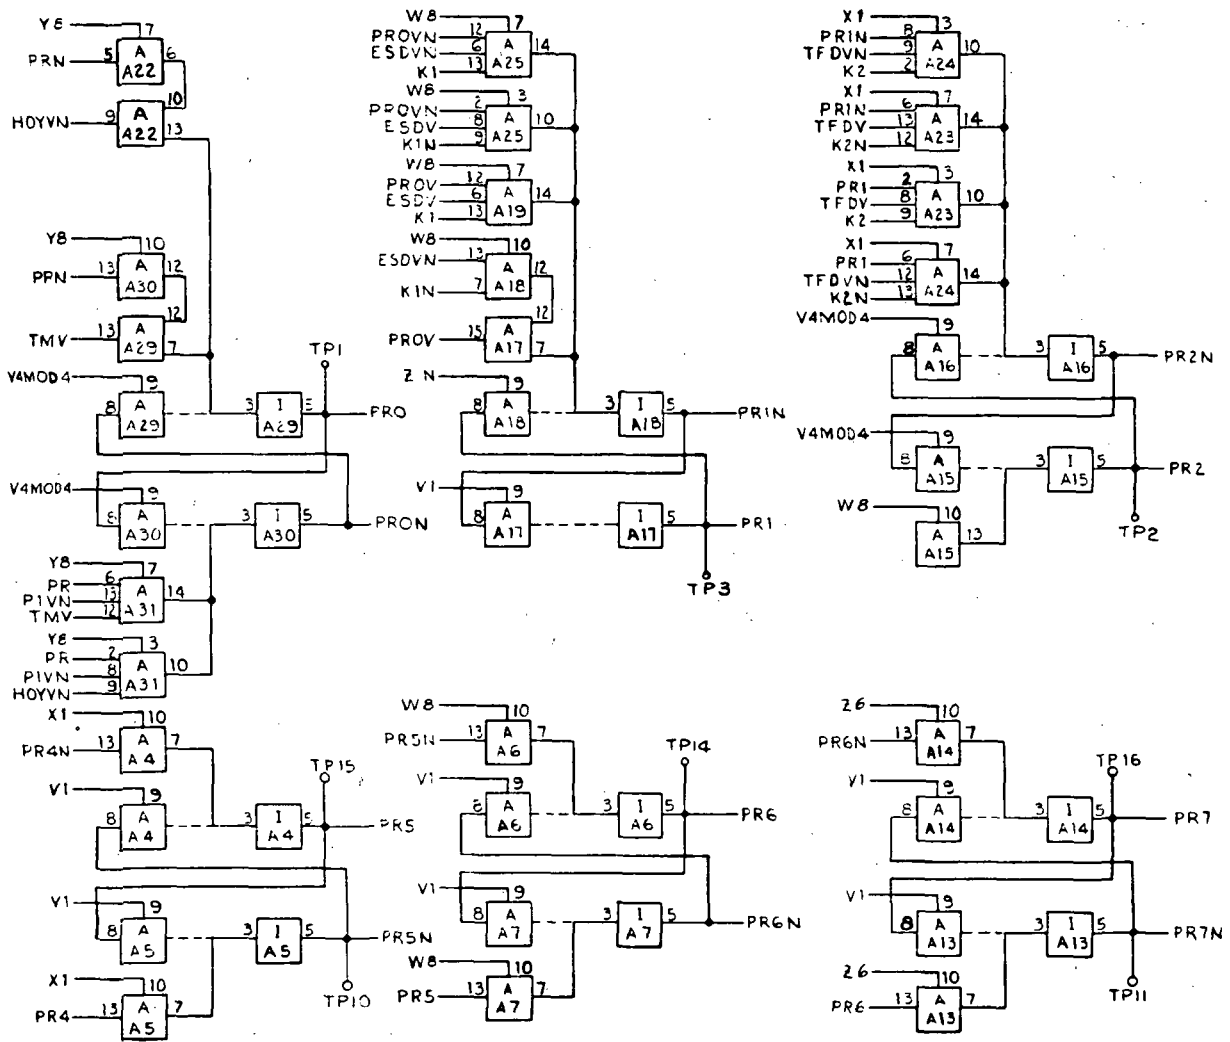 Y8
7
PRN
5
A
A22
6
HOYVN
9
10
A
A22
13
Y8
10
PRN
13
A
A30
12
TMV
13
12
A
A29
7
V4MOD4
9
8
A
A29
3
I
A29
5
TP1
PRO
V4MOD4
9
8
A
A30
3
I
A30
5
PRON
Y8
7
PR
6
P1VN
13
TMV
12
A
A31
14
Y8
3
PR
2
P1VN
8
HOYVN
9
A
A31
10
X1
10
PR4N
13
A
A4
7
V1
9
8
A
A4
3
I
A4
5
TP15
PR5
V1
9
8
A
A5
3
I
A5
5
PR5N
TP10
X1
10
PR4
13
A
A5
7
W8
7
PROVN
12
ESDVN
6
K1
13
A
A25
14
W8
3
PROVN
2
ESDV
8
K1N
9
A
A25
10
W8
7
PROV
12
ESDV
6
K1
13
A
A19
14
W8
10
ESDVN
13
K1N
7
A
A18
12
PROV
13
12
A
A17
7
ZN
9
8
A
A18
3
I
A18
5
PR1N
V1
9
8
A
A17
I
A17
5
PR1
TP3
W8
10
PR5N
13
A
A6
7
V1
9
8
A
A6
3
I
A6
5
TP14
PR6
V1
9
8
A
A7
3
I
A7
5
PR6N
W8
10
PR5
13
A
A7
7
X1
3
PR1N
8
TFDVN
9
K2
2
A
A24
10
X1
7
PR1N
6
TFDV
13
K2N
12
A
A23
14
X1
3
PR1
2
TFDV
8
K2
9
A
A23
10
X1
7
PR1
6
TFDVN
12
K2N
13
A
A24
14
V4MOD4
9
8
A
A16
3
I
A16
5
PR2N
V4MOD4
9
8
A
A15
3
I
A15
5
PR2
W8
10
A
A15
13
TP2
Z6
10
PR6N
13
A
A14
7
V1
9
8
A
A14
3
I
A14
5
TP16
PR7
V1
9
8
A
A13
3
I
A13
5
PR7N
Z6
10
PR6
13
A
A13
7
TP11